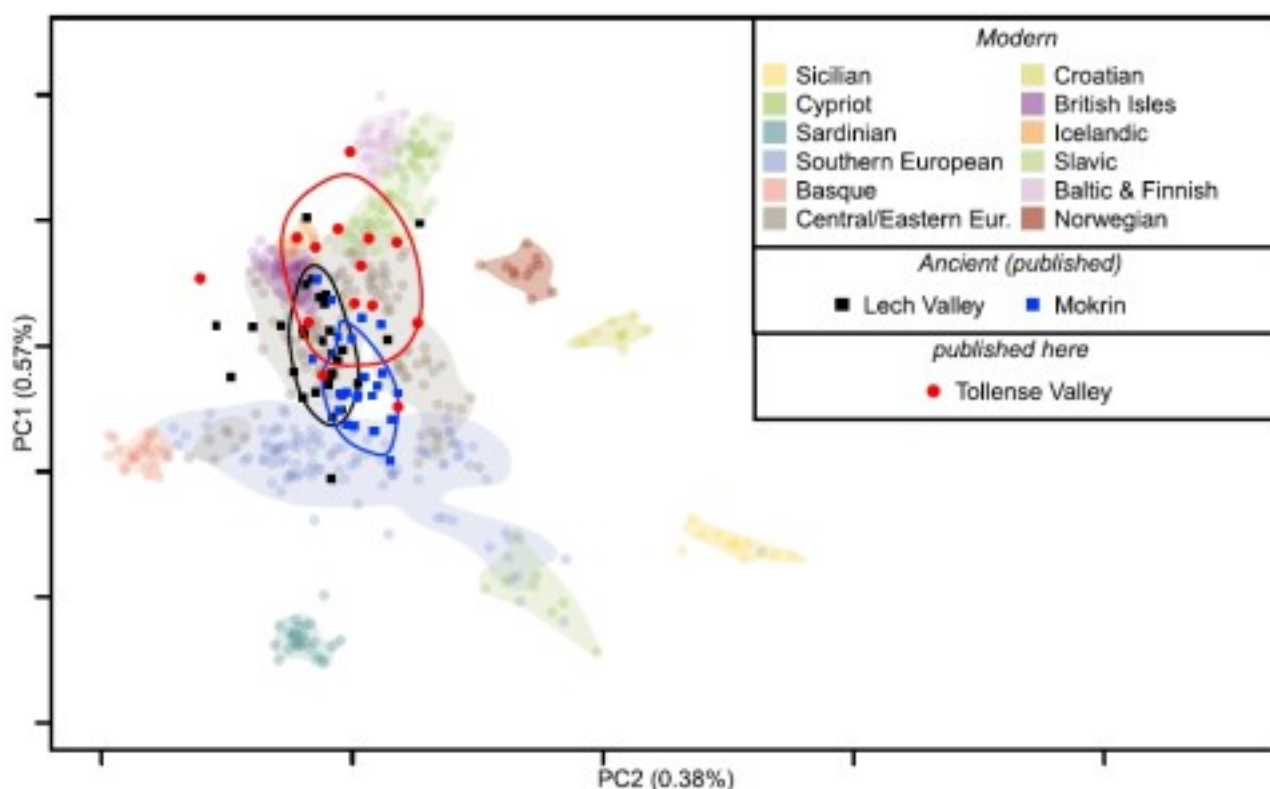 Modern
Sicilian
Croatian
Cypriot
British Isles
Sardinian
Icelandic
Southern European
Slavic
Basque
Baltic & Finnish
Central/Eastern Eur.
Norwegian
Ancient (published)
Lech Valley
Mokrin
published here
Tollense Valley
PC1 (0.57%)
PC2 (0.38%)